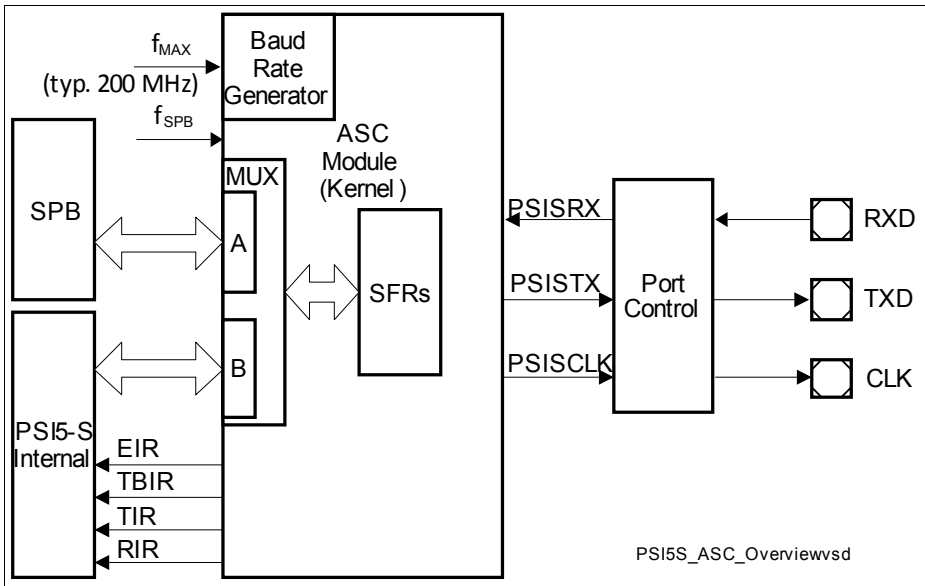 fMAX
(typ. 200 MHz)
fSPB
Baud
Rate
Generator
ASC
Module
(Kernel )
MUX
SPB
A
SFRs
B
PSI5-S
Internal
EIR
TBIR
TIR
RIR
PSISRX
PSISTX
PSISCLK
Port
Control
RXD
TXD
CLK
PSI5S_ASC_Overviewvsd